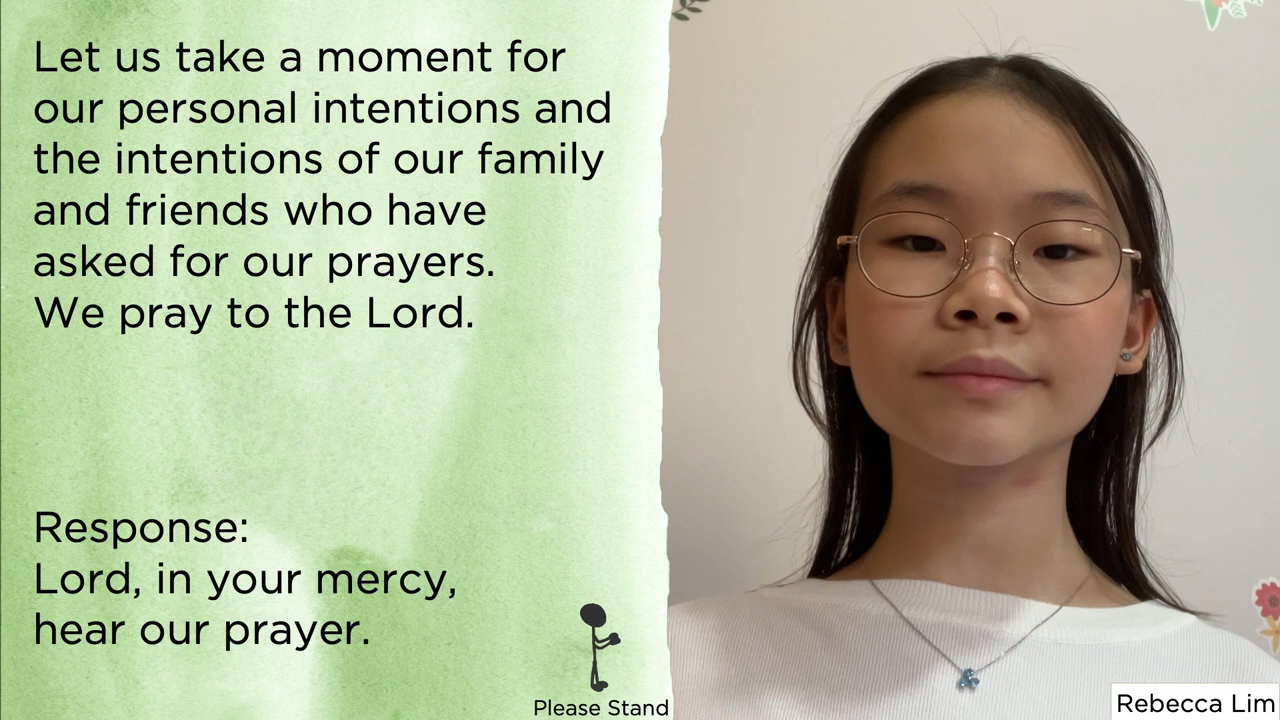 Let us take a moment for
our personal intentions and
the intentions of our family
and friends who have
asked for our prayers.
We pray to the Lord.
Response:
Lord, in your mercy,
hear our prayer.
Please Stand
Rebecca Lim